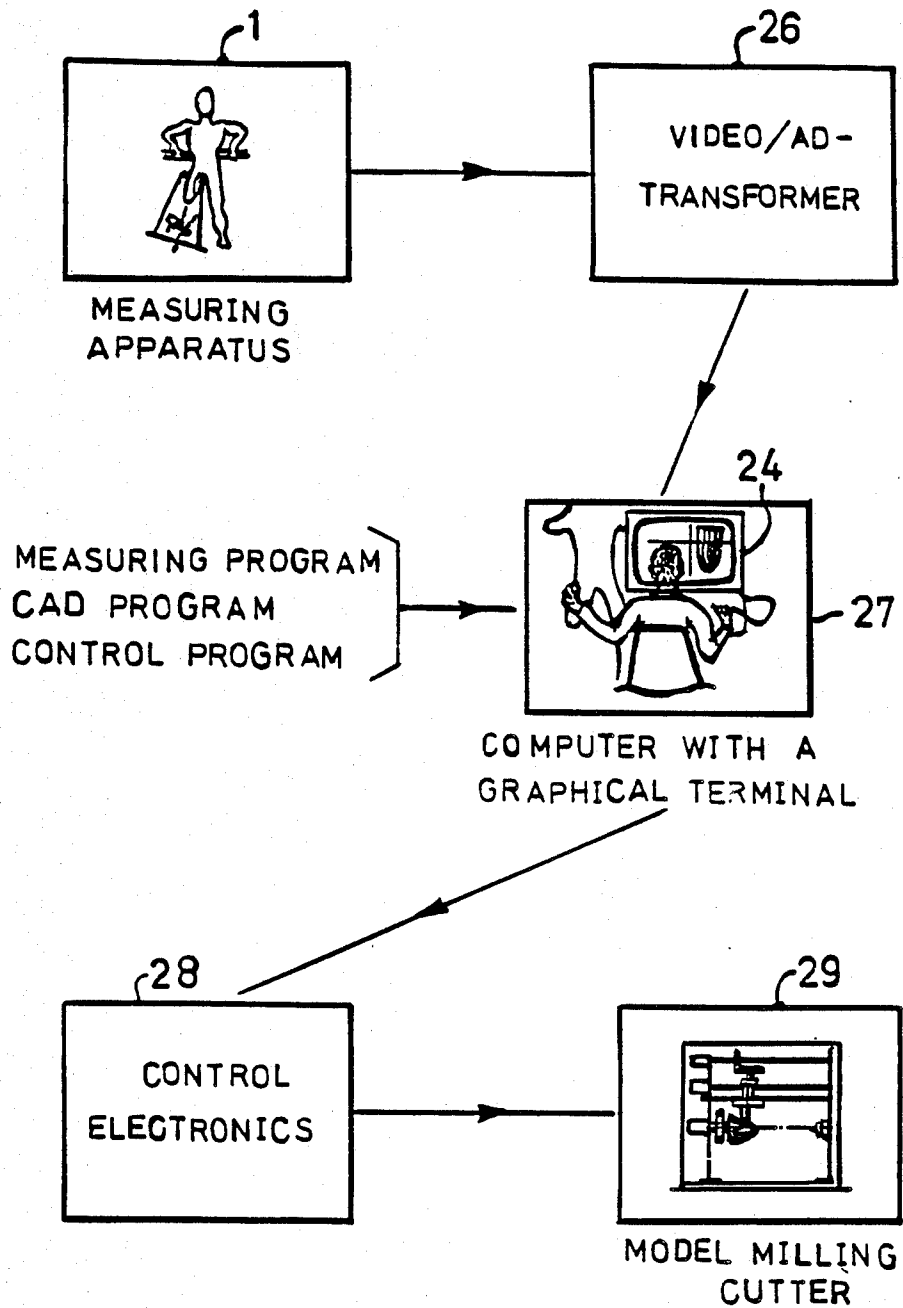 1
26
VIDEO/AD-
TRANSFORMER
MEASURING
APPARATUS
24
MEASURING PROGRAM
CAD PROGRAM
CONTROL PROGRAM
27
COMPUTER WITH A
GRAPHICAL TERMINAL
28
29
CONTROL
ELECTRONICS
MODEL MILLING
CUTTER